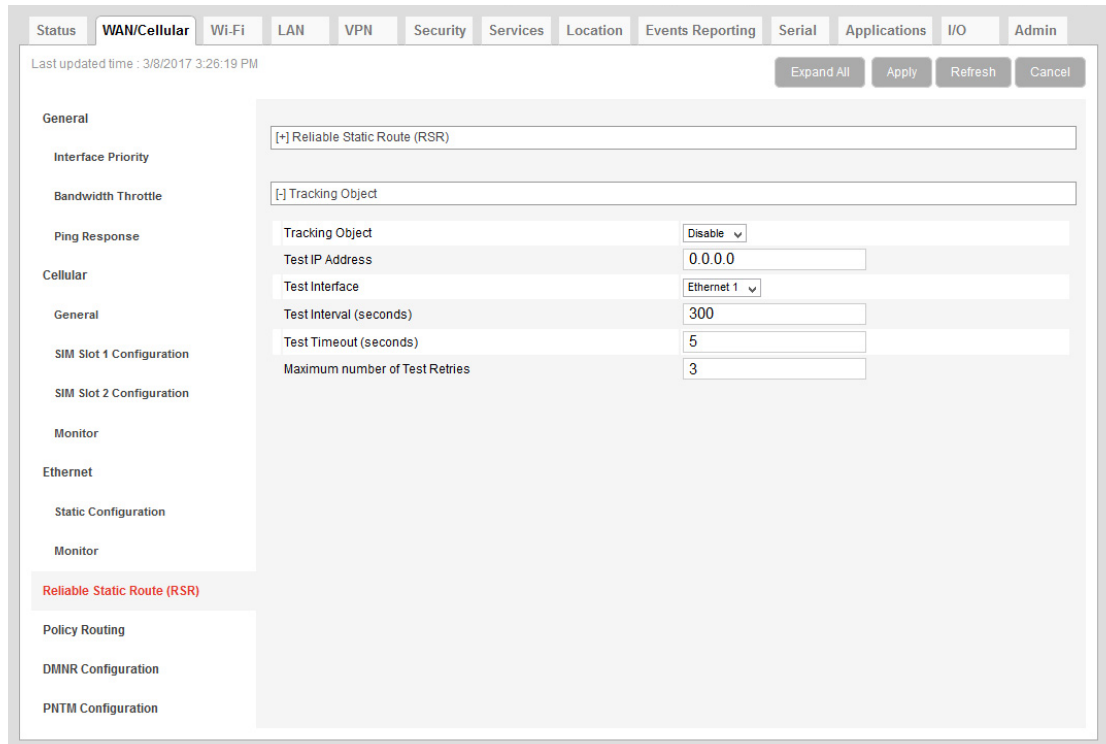 Status WAN/Cellular Wi-Fi LAN VPN Security Services Location Events Reporting Serial Applications I/O Admin
Last updated time : 3/8/2017 3:26:19 PM
Expand All Apply Refresh Cancel
General
Interface Priority
Bandwidth Throttle
Ping Response
Cellular
General
SIM Slot 1 Configuration
SIM Slot 2 Configuration
Monitor
Ethernet
Static Configuration
Monitor
Reliable Static Route (RSR)
Policy Routing
DMNR Configuration
PNTM Configuration
[+] Reliable Static Route (RSR)
[-] Tracking Object
Tracking Object Disable
Test IP Address 0.0.0.0
Test Interface Ethernet 1
Test Interval (seconds) 300
Test Timeout (seconds) 5
Maximum number of Test Retries 3